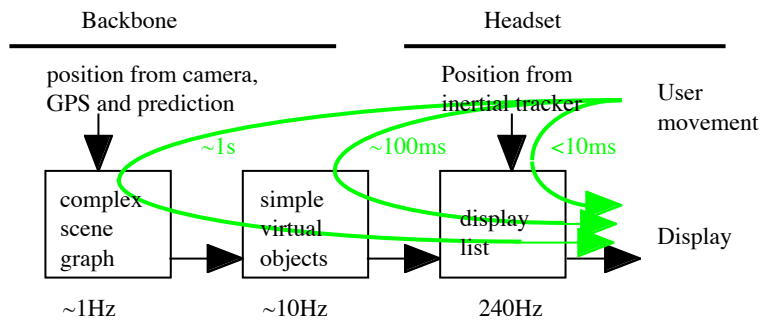 Backbone
Headset
position from camera,
GPS and prediction
Position from
inertial tracker
User
movement
~1s
~100ms
<10ms
complex
scene
graph
simple
virtual
objects
display
list
Display
~1Hz
~10Hz
240Hz